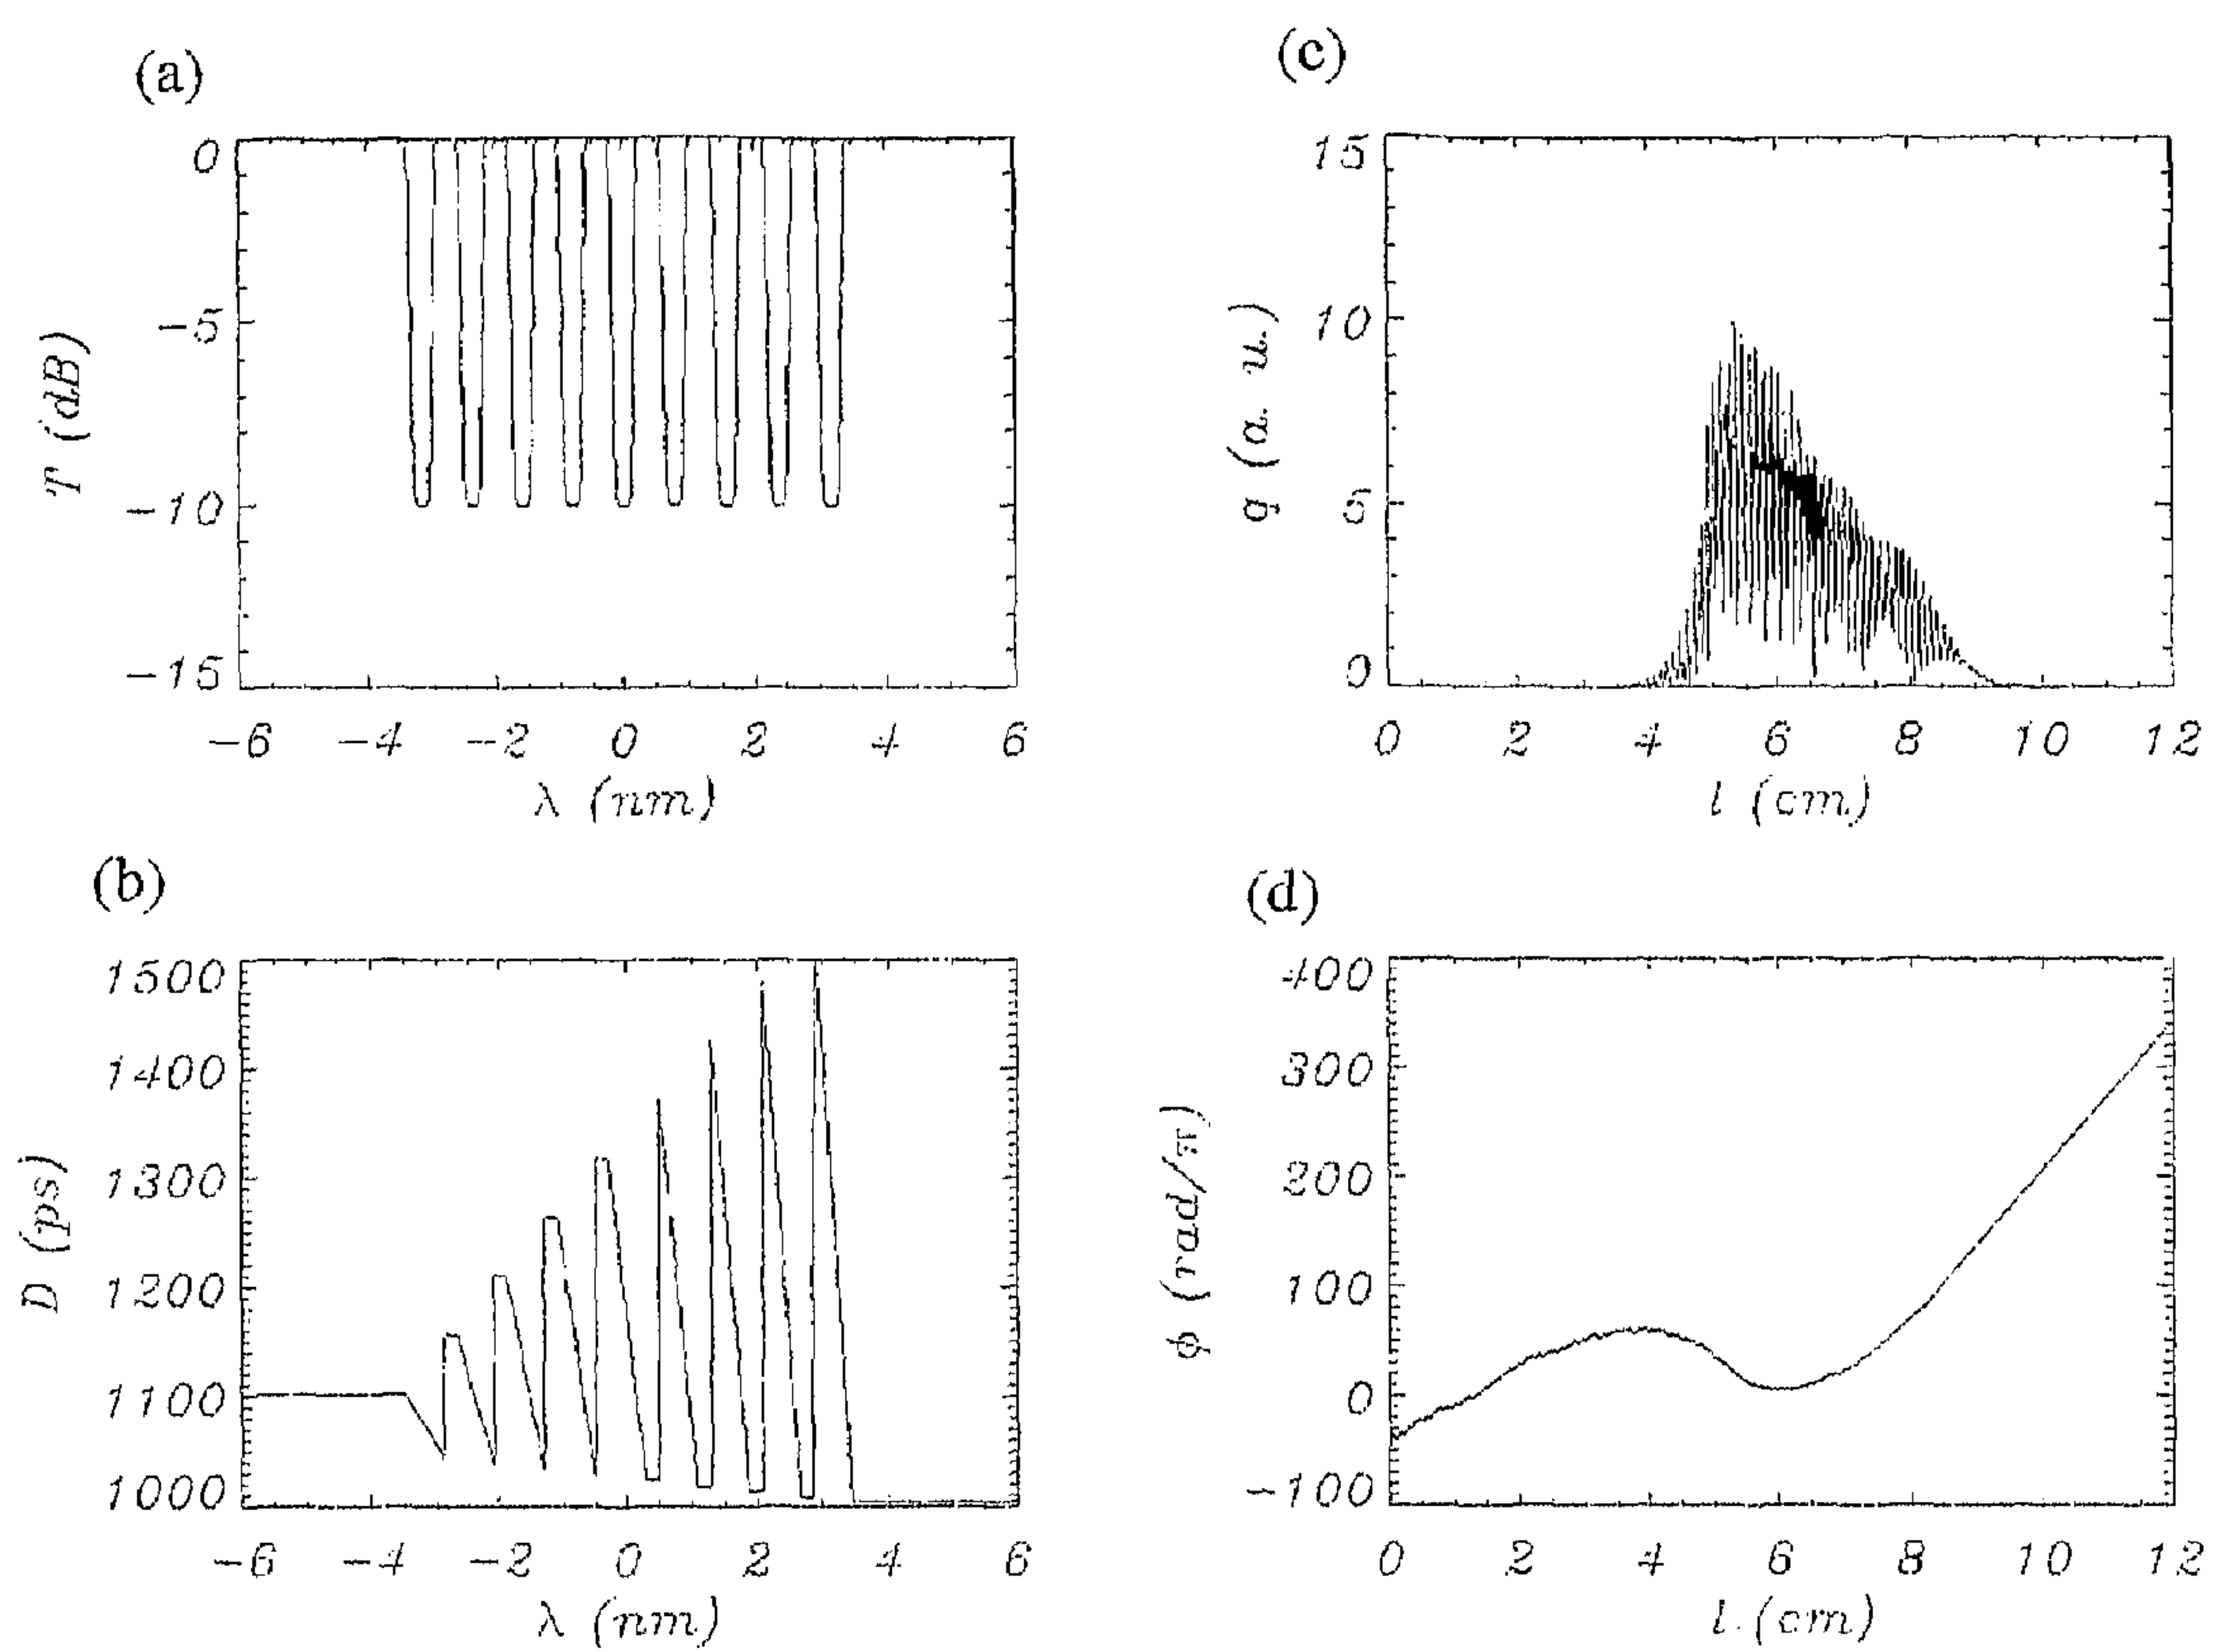 (a)
0
-5
-10
-15
T (dB)
-6 -4 -2 0 2 4 6
λ (nm)
(b)
1500
1400
1300
1200
1100
1000
D (ps)
-6 -4 -2 0 2 4 6
λ (nm)
(c)
15
10
5
0
q (a. u.)
0 2 4 6 8 10 12
l (cm)
(d)
400
300
200
100
0
-100
ϕ (rad/π)
0 2 4 6 8 10 12
l (cm)